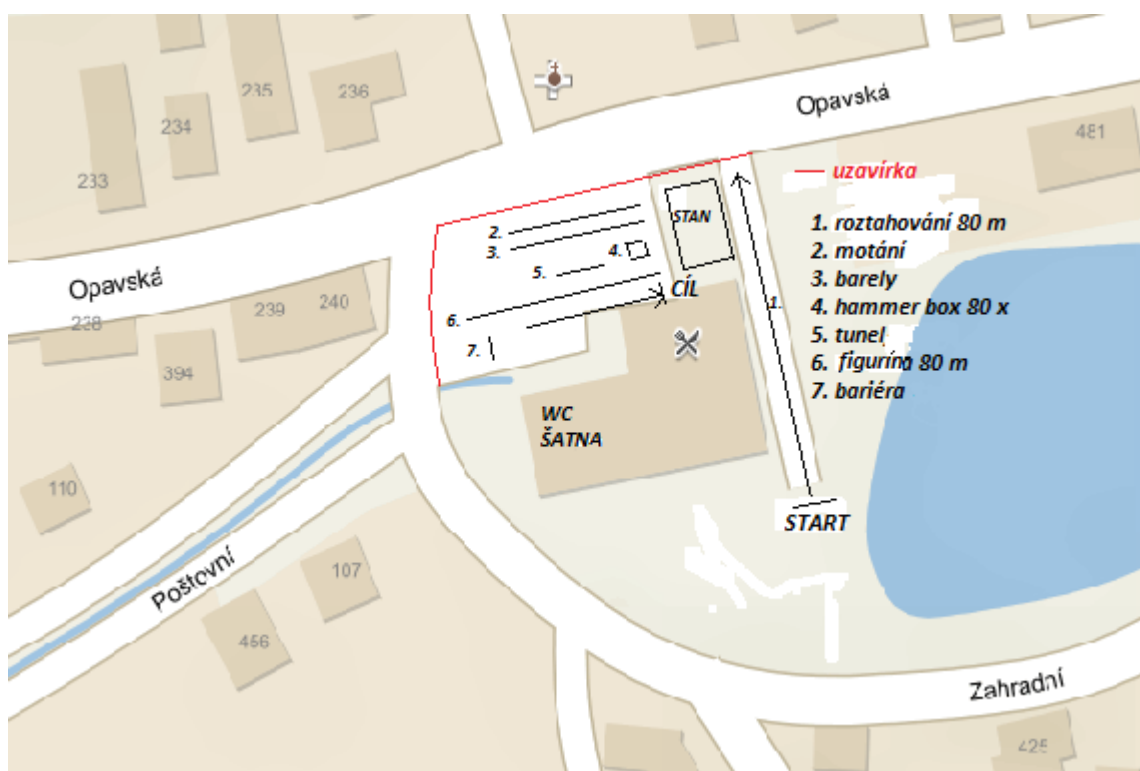 Opavská
481
235
236
234
233
uzavírka
STAN
1. roztahování 80 m
2. motání
3. barely
4. hammer box 80 x
5. tunel
6. figurína 80 m
7. bariéra
2.
3.
4.
5.
CÍL
1.
6.
7.
Opavská
240
239
238
394
WC
ŠATNA
110
START
Poštovní
107
456
Zahradní
425